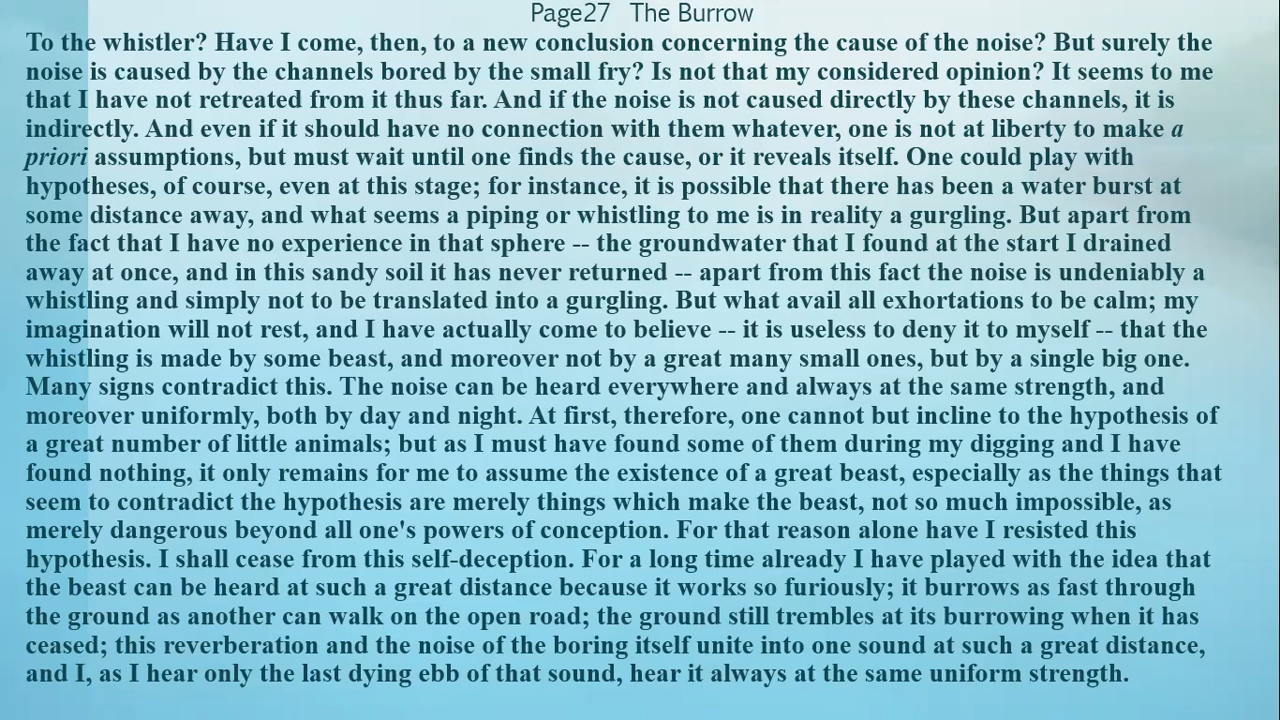 Page27 The Burrow
To the whistler? Have I come, then, to a new conclusion concerning the cause of the noise? But surely the
noise is caused by the channels bored by the small fry? Is not that my considered opinion? It seems to me
that I have not retreated from it thus far. And if the noise is not caused directly by these channels, it is
indirectly. And even if it should have no connection with them whatever, one is not at liberty to make a
priori assumptions, but must wait until one finds the cause, or it reveals itself. One could play with
hypotheses, of course, even at this stage; for instance, it is possible that there has been a water burst at
some distance away, and what seems a piping or whistling to me is in reality a gurgling. But apart from
the fact that I have no experience in that sphere -- the groundwater that I found at the start I drained
away at once, and in this sandy soil it has never returned -- apart from this fact the noise is undeniably a
whistling and simply not to be translated into a gurgling. But what avail all exhortations to be calm; my
imagination will not rest, and I have actually come to believe -- it is useless to deny it to myself -- that the
whistling is made by some beast, and moreover not by a great many small ones, but by a single big one.
Many signs contradict this. The noise can be heard everywhere and always at the same strength, and
moreover uniformly, both by day and night. At first, therefore, one cannot but incline to the hypothesis of
a great number of little animals; but as I must have found some of them during my digging and I have
found nothing, it only remains for me to assume the existence of a great beast, especially as the things that
seem to contradict the hypothesis are merely things which make the beast, not so much impossible, as
merely dangerous beyond all one's powers of conception. For that reason alone have I resisted this
hypothesis. I shall cease from this self-deception. For a long time already I have played with the idea that
the beast can be heard at such a great distance because it works so furiously; it burrows as fast through
the ground as another can walk on the open road; the ground still trembles at its burrowing when it has
ceased; this reverberation and the noise of the boring itself unite into one sound at such a great distance,
and I, as I hear only the last dying ebb of that sound, hear it always at the same uniform strength.